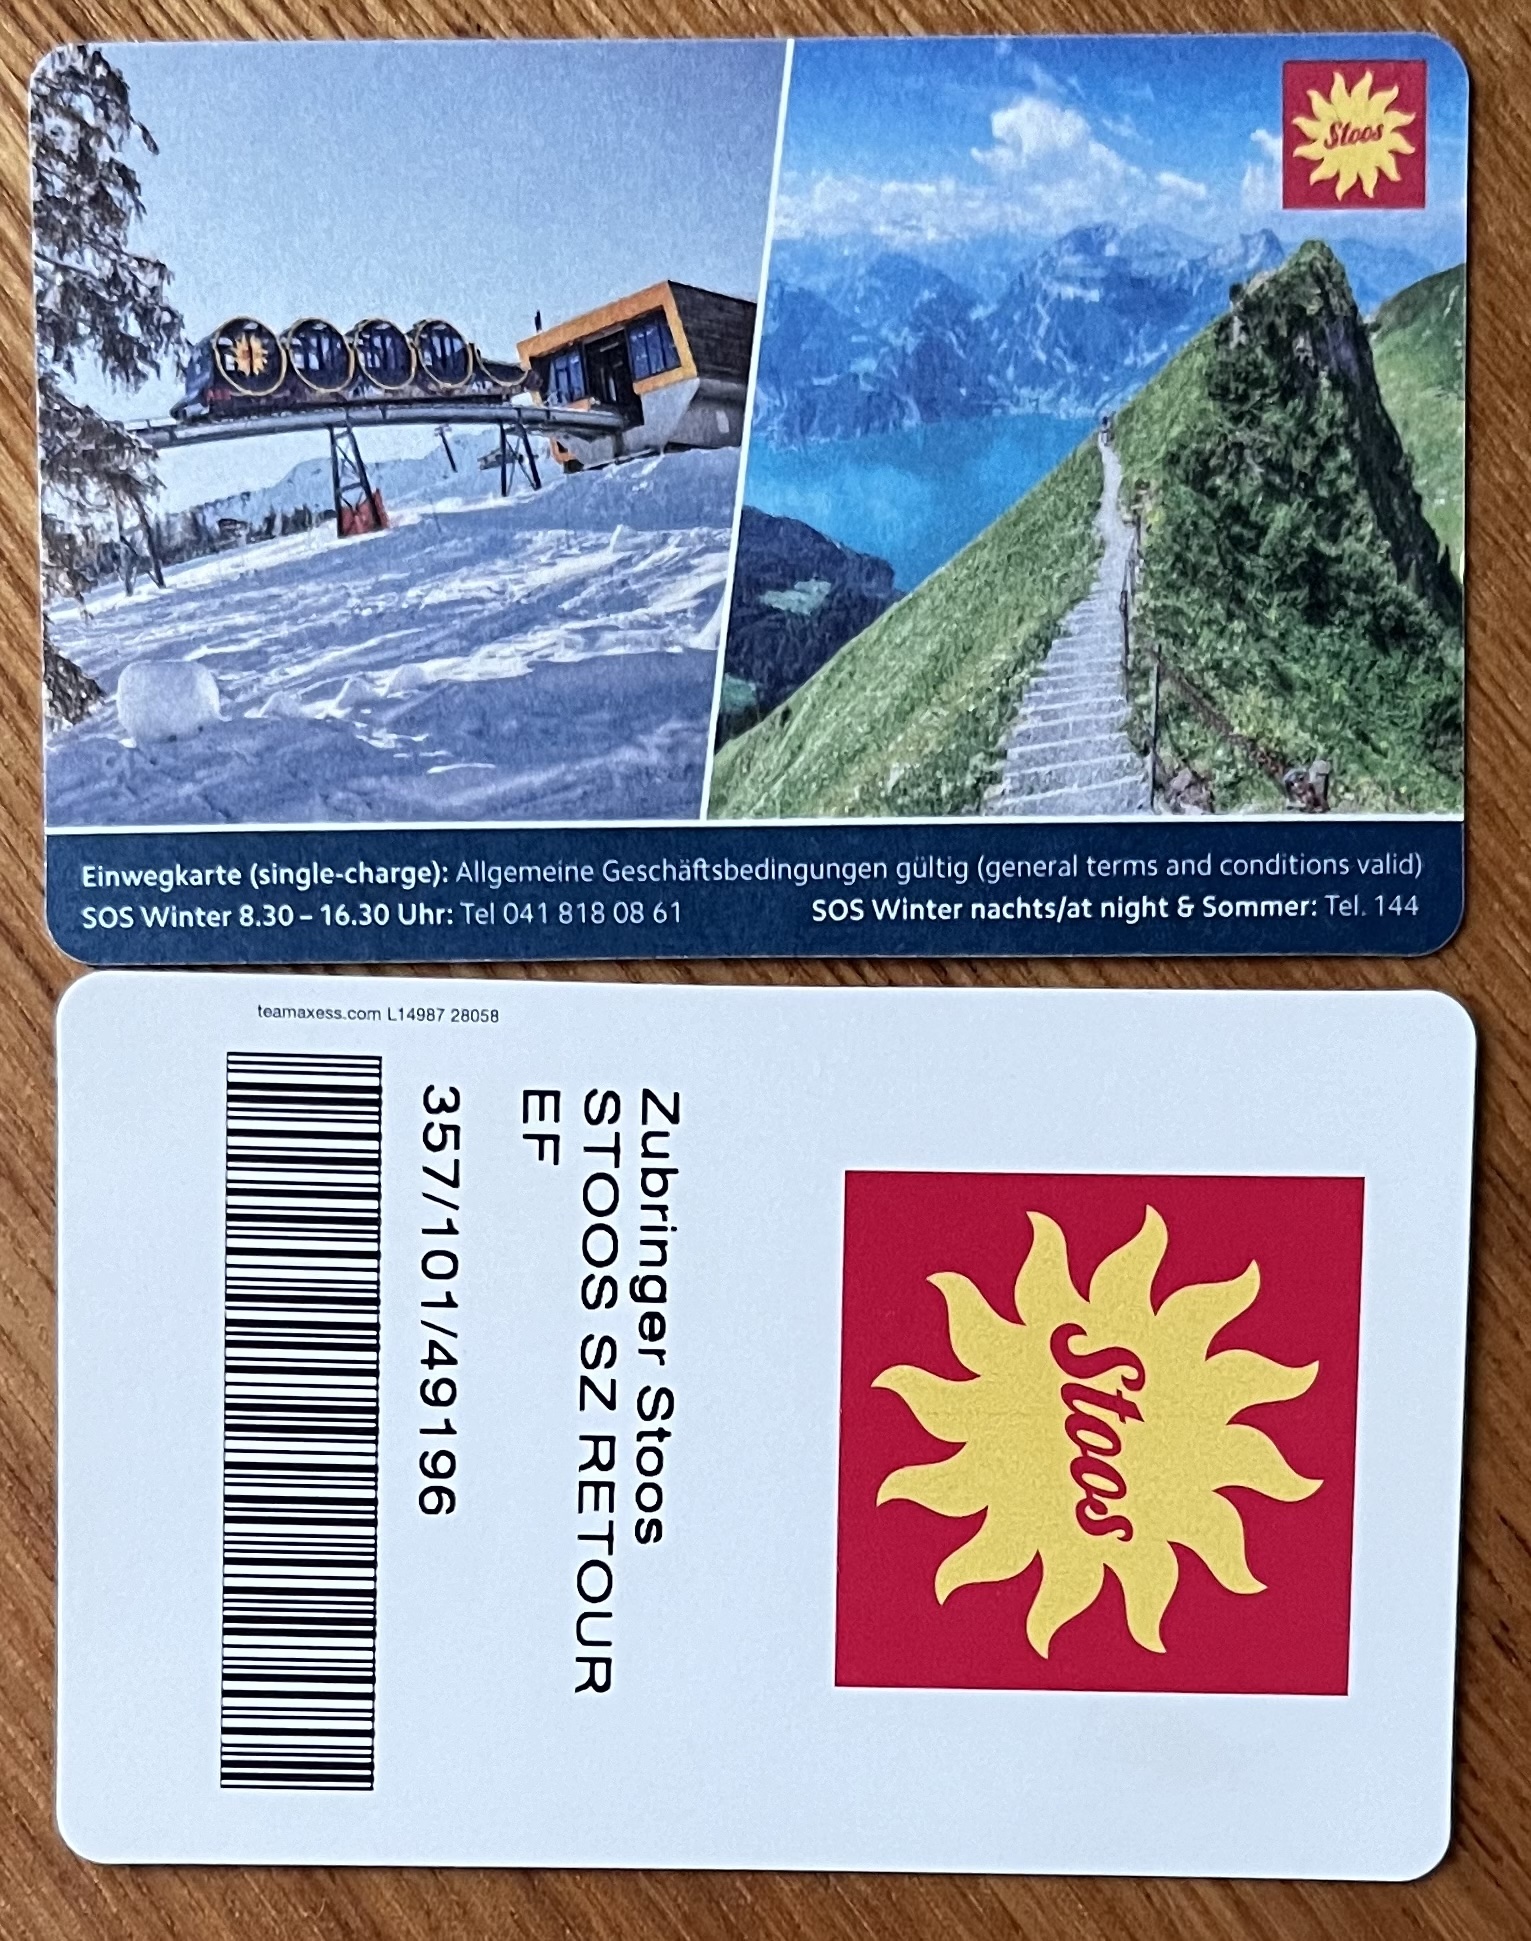 Stoos
Einwegkarte (single-charge): Allgemeine Geschäftsbedingungen gültig (general terms and conditions valid)
SOS Winter 8.30 – 16.30 Uhr: Tel 041 818 08 61
SOS Winter nachts/at night & Sommer: Tel. 144
teamaxess.com L14987 28058
Stoos
Zubringer Stoos
STOOS SZ RETOUR
EF
357/101/49196